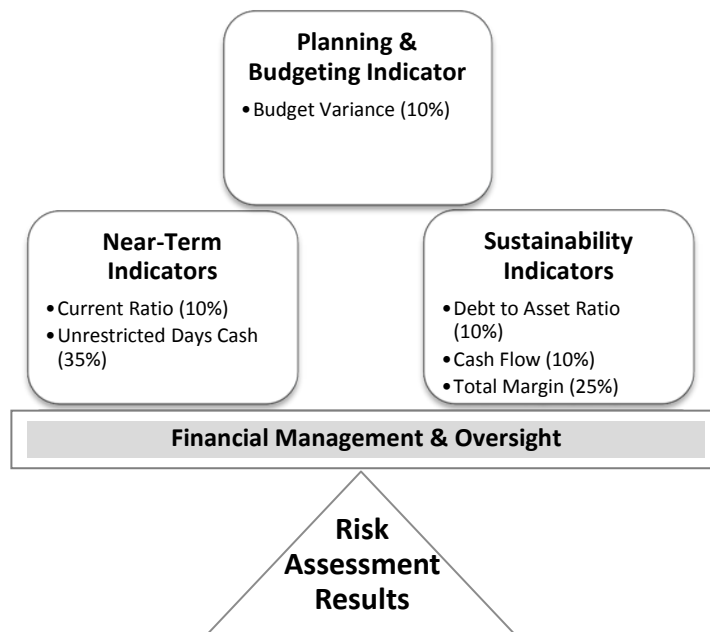 Planning &
Budgeting Indicator
•Budget Variance (10%)
Near-Term
Indicators
•Current Ratio (10%)
•Unrestricted Days Cash
(35%)
Sustainability
Indicators
•Debt to Asset Ratio
(10%)
•Cash Flow (10%)
•Total Margin (25%)
Financial Management & Oversight
Risk
Assessment
Results